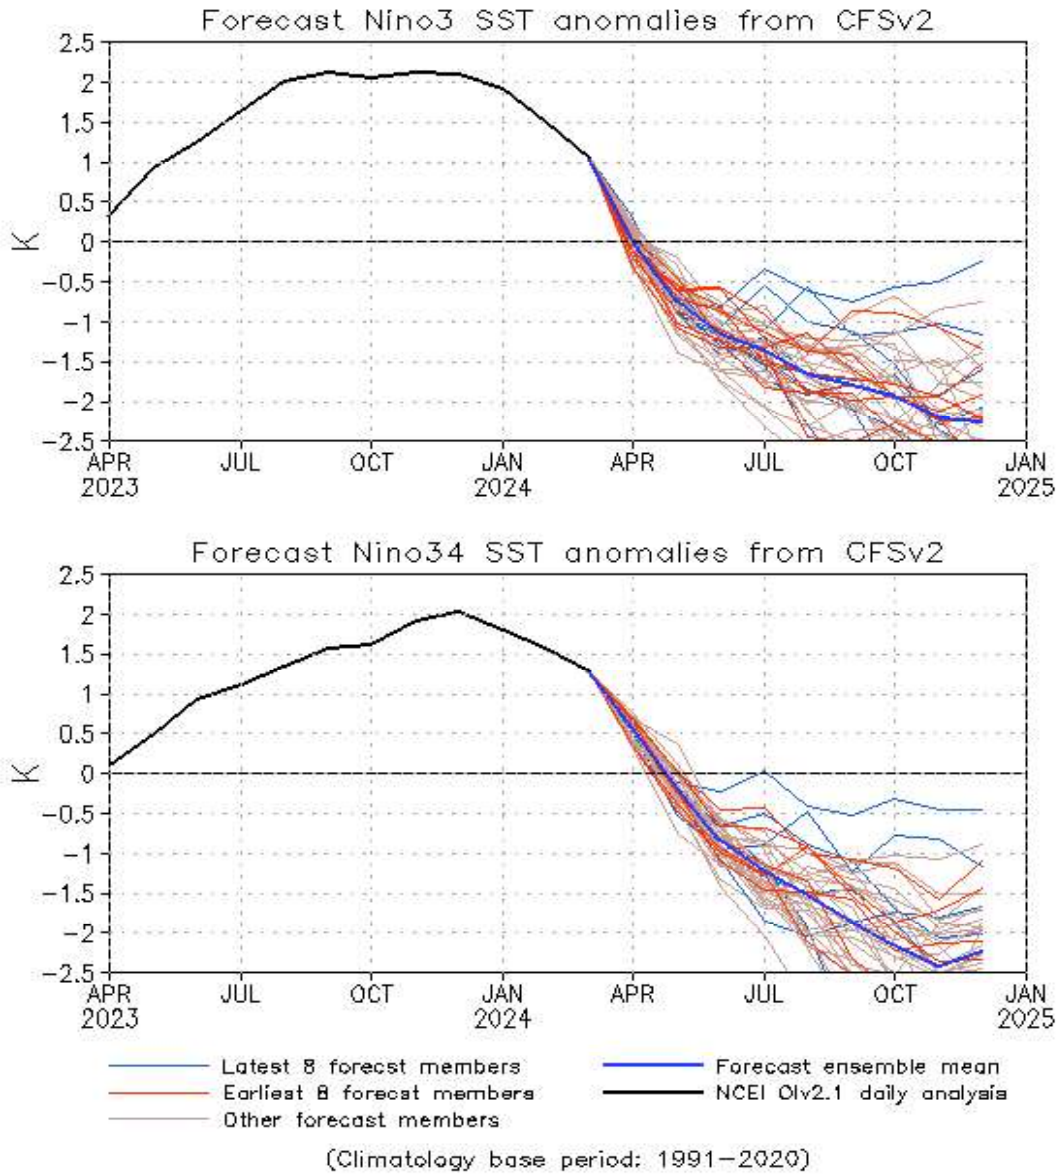 Forecast Nino3 SST anomalies from CFSv2
2.5
2
1.5
1
0.5
0
-0.5
-1
-1.5
-2
-2.5
K
APR JUL OCT JAN APR JUL OCT JAN
2023 2024 2025
Forecast Nino34 SST anomalies from CFSv2
2.5
2
1.5
1
0.5
0
-0.5
-1
-1.5
-2
-2.5
K
APR JUL OCT JAN APR JUL OCT JAN
2023 2024 2025
Latest 8 forecst members Forecast ensemble mean
Earliest 8 forecst members NCEI OIv2.1 daily analysis
Other forecast members
(Climatology base period: 1991-2020)